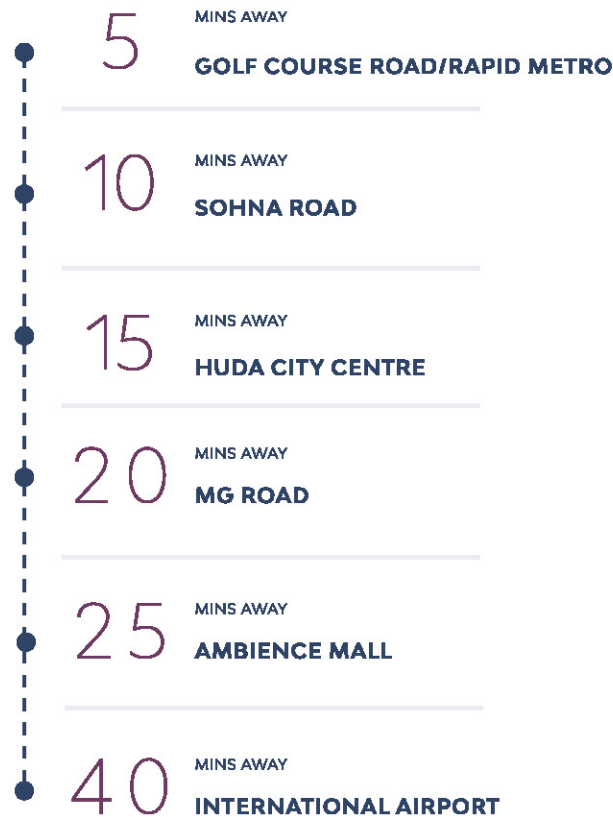 5 MINS AWAY
GOLF COURSE ROAD/RAPID METRO
10 MINS AWAY
SOHNA ROAD
15 MINS AWAY
HUDA CITY CENTRE
20 MINS AWAY
MG ROAD
25 MINS AWAY
AMBIENCE MALL
40 MINS AWAY
INTERNATIONAL AIRPORT